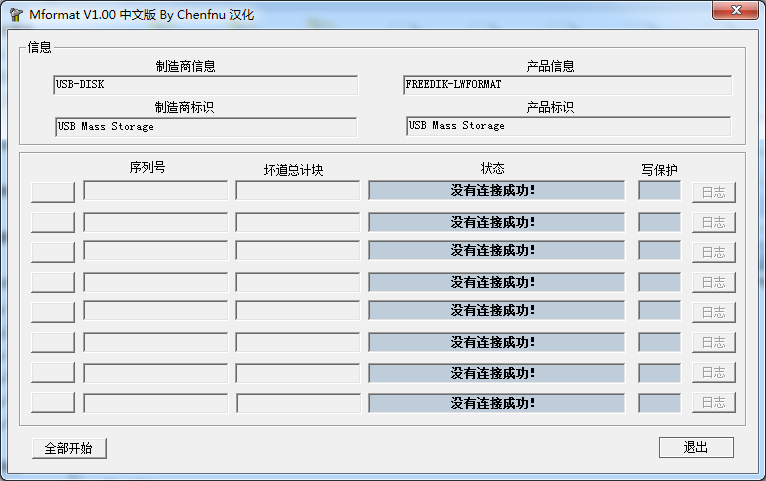 Mformat V1.00 中文版 By Chenfnu 汉化
信息
制造商信息 产品信息
USB-DISK FREEDIK-LWFORMAT
制造商标识 产品标识
USB Mass Storage USB Mass Storage
序列号 坏道总计块 状态 写保护
没有连接成功! 日志
没有连接成功! 日志
没有连接成功! 日志
没有连接成功! 日志
没有连接成功! 日志
没有连接成功! 日志
没有连接成功! 日志
没有连接成功! 日志
全部开始 退出